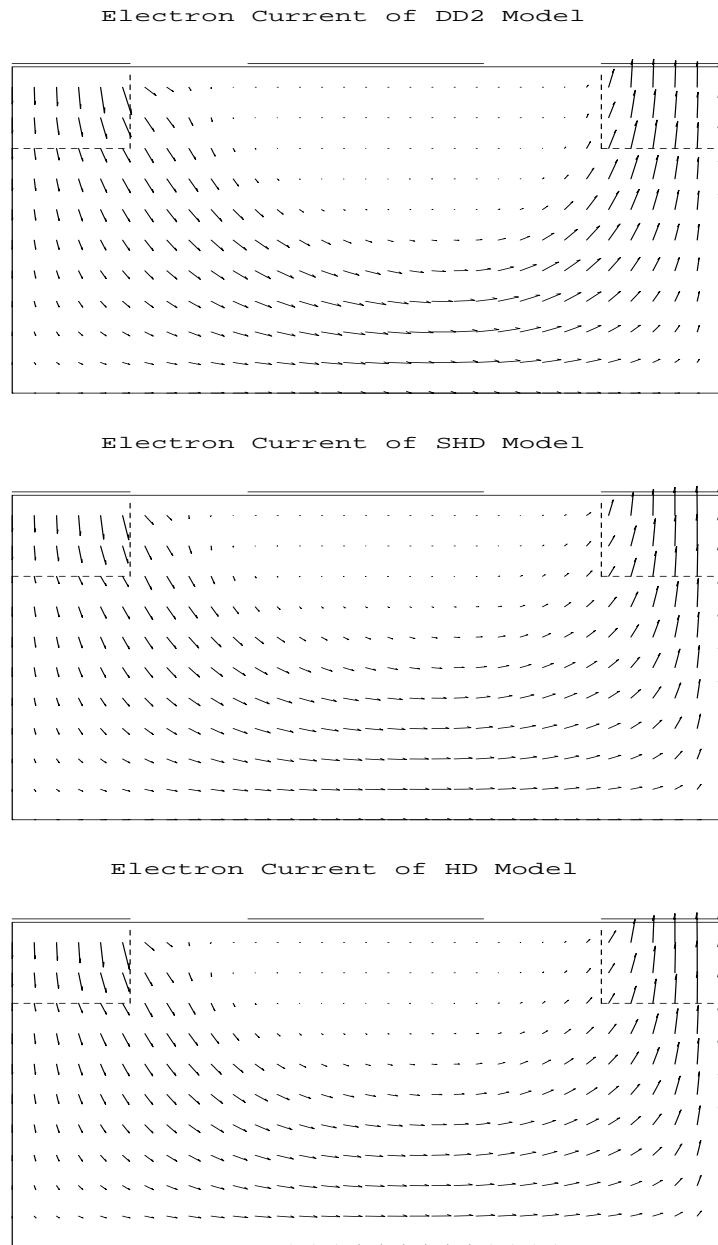 Electron Current of DD2 Model
Electron Current of SHD Model
Electron Current of HD Model